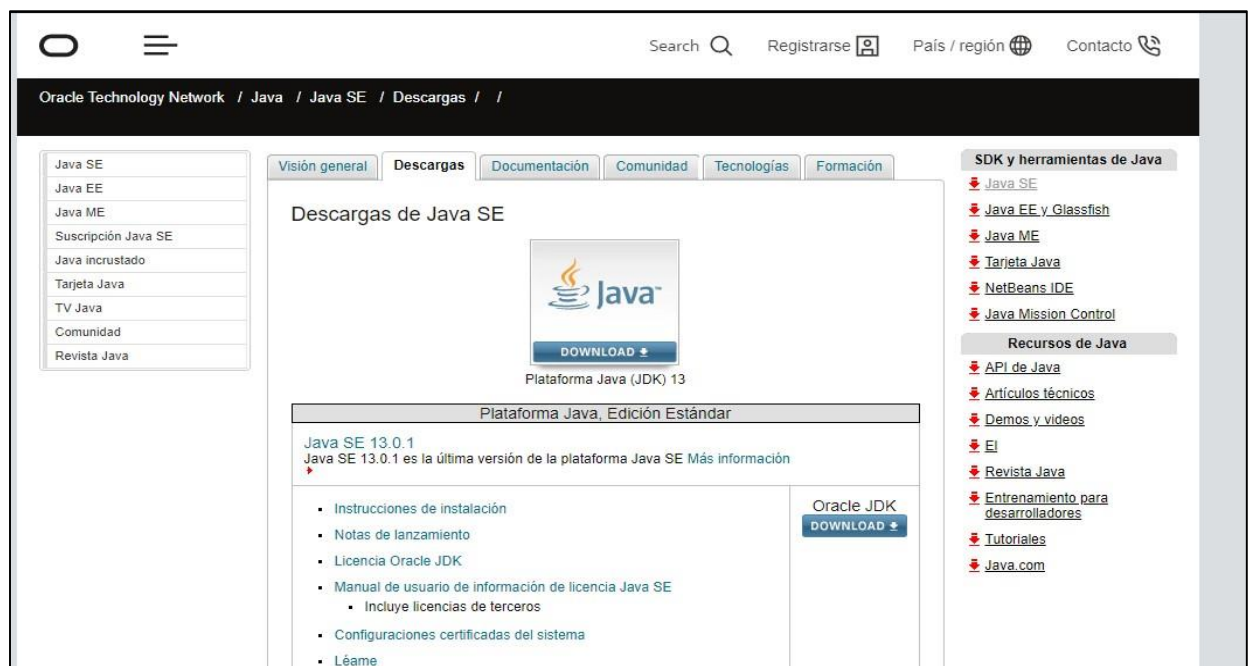 Search
Registrarse
País / región
Contacto
Oracle Technology Network / Java / Java SE / Descargas / /
Java SE
Java EE
Java ME
Suscripción Java SE
Java incrustado
Tarjeta Java
TV Java
Comunidad
Revista Java
Visión general
Descargas
Documentación
Comunidad
Tecnologías
Formación
Descargas de Java SE
Java™
DOWNLOAD
Plataforma Java (JDK) 13
Plataforma Java, Edición Estándar
Java SE 13.0.1
Java SE 13.0.1 es la última versión de la plataforma Java SE Más información
Instrucciones de instalación
Notas de lanzamiento
Licencia Oracle JDK
Manual de usuario de información de licencia Java SE
Incluye licencias de terceros
Configuraciones certificadas del sistema
Léame
Oracle JDK
DOWNLOAD
SDK y herramientas de Java
Java SE
Java EE y Glassfish
Java ME
Tarjeta Java
NetBeans IDE
Java Mission Control
Recursos de Java
API de Java
Artículos técnicos
Demos y videos
El
Revista Java
Entrenamiento para
desarrolladores
Tutoriales
Java.com